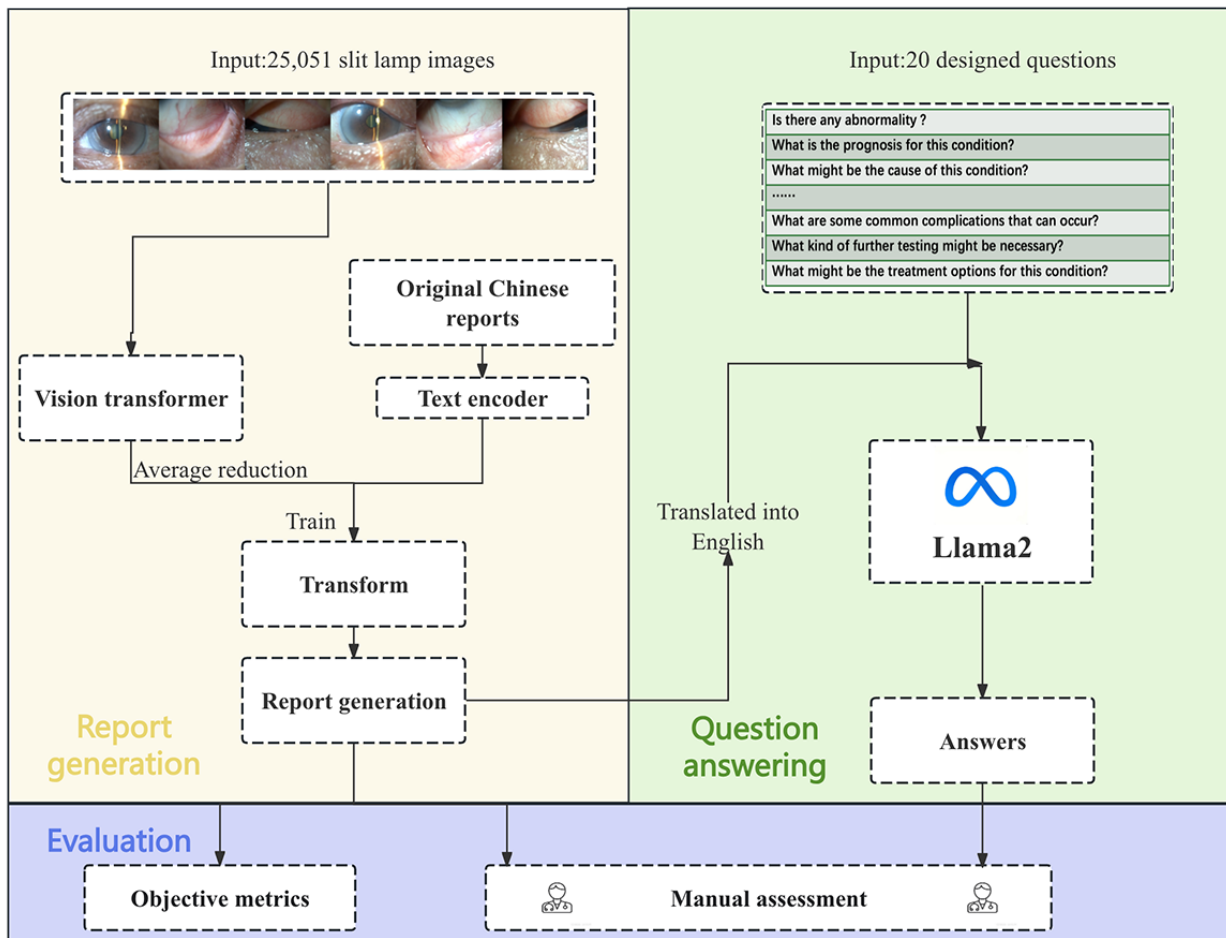 Input:25,051 slit lamp images
Original Chinese
reports
Vision transformer
Text encoder
Average reduction
Train
Transform
Report generation
Report
generation
Input:20 designed questions
Is there any abnormality ?
What is the prognosis for this condition?
What might be the cause of this condition?
......
What are some common complications that can occur?
What kind of further testing might be necessary?
What might be the treatment options for this condition?
Translated into
English
Llama2
Answers
Question
answering
Evaluation
Objective metrics
Manual assessment